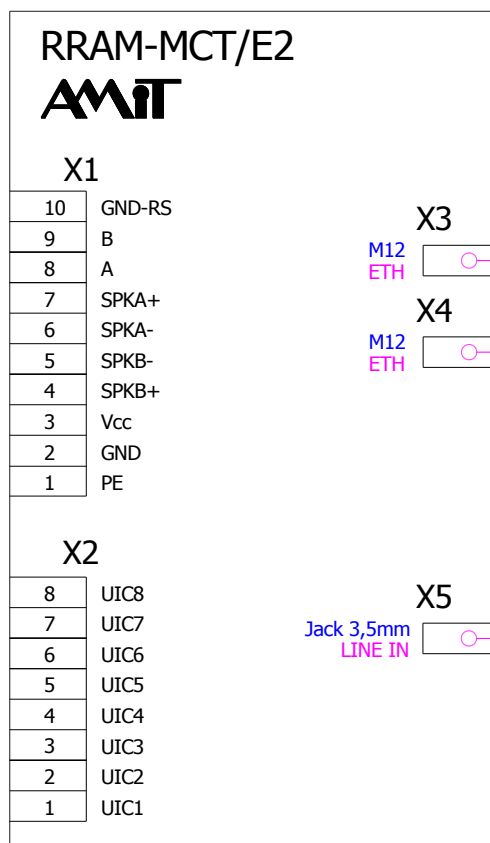 RRAM-MCT/E2
AMiT
X1
10 GND-RS
9 B
8 A
7 SPKA+
6 SPKA-
5 SPKB-
4 SPKB+
3 Vcc
2 GND
1 PE
X2
8 UIC8
7 UIC7
6 UIC6
5 UIC5
4 UIC4
3 UIC3
2 UIC2
1 UIC1
X3
M12
ETH
X4
M12
ETH
X5
Jack 3,5mm
LINE IN